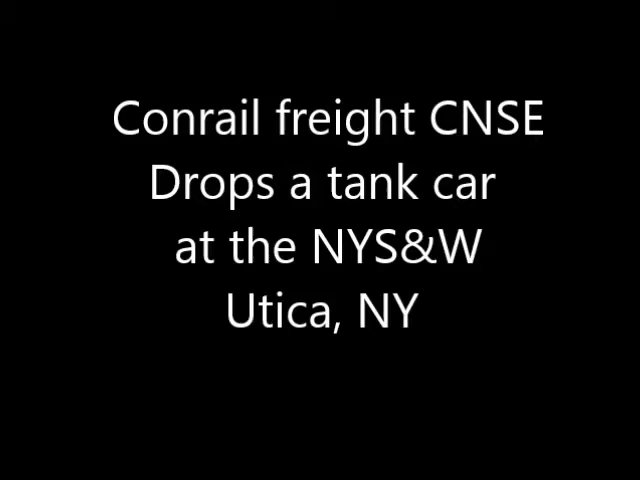 Conrail freight CNSE
Drops a tank car
at the NYS&W
Utica, NY